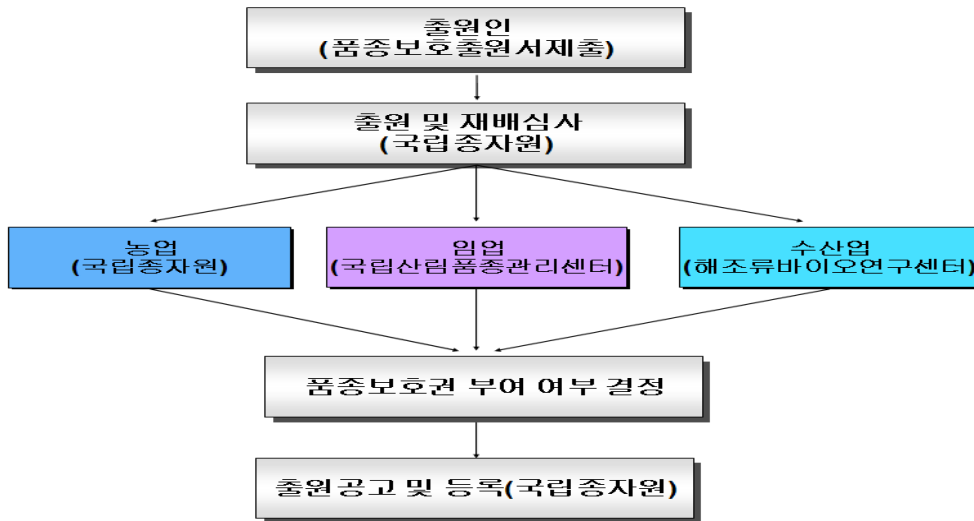 출원인
(품종보호출원서제출)
출원 및 재배심사
(국립종자원)
농업
(국립종자원)
임업
(국립산림품종관리센터)
수산업
(해조류바이오연구센터)
품종보호권 부여 여부 결정
출원공고 및 등록(국립종자원)